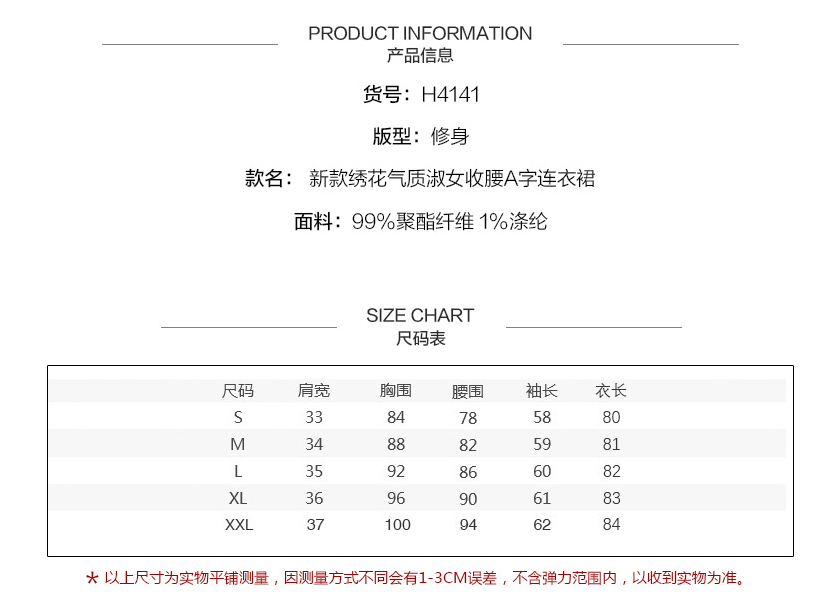 PRODUCT INFORMATION
产品信息
货号：H4141
版型：修身
款名： 新款绣花气质淑女收腰A字连衣裙
面料：99%聚酯纤维 1%涤纶
SIZE CHART
尺码表
尺码 肩宽 胸围 腰围 袖长 衣长
S 33 84 78 58 80
M 34 88 82 59 81
L 35 92 86 60 82
XL 36 96 90 61 83
XXL 37 100 94 62 84
* 以上尺寸为实物平铺测量，因测量方式不同会有1-3CM误差，不含弹力范围内，以收到实物为准。